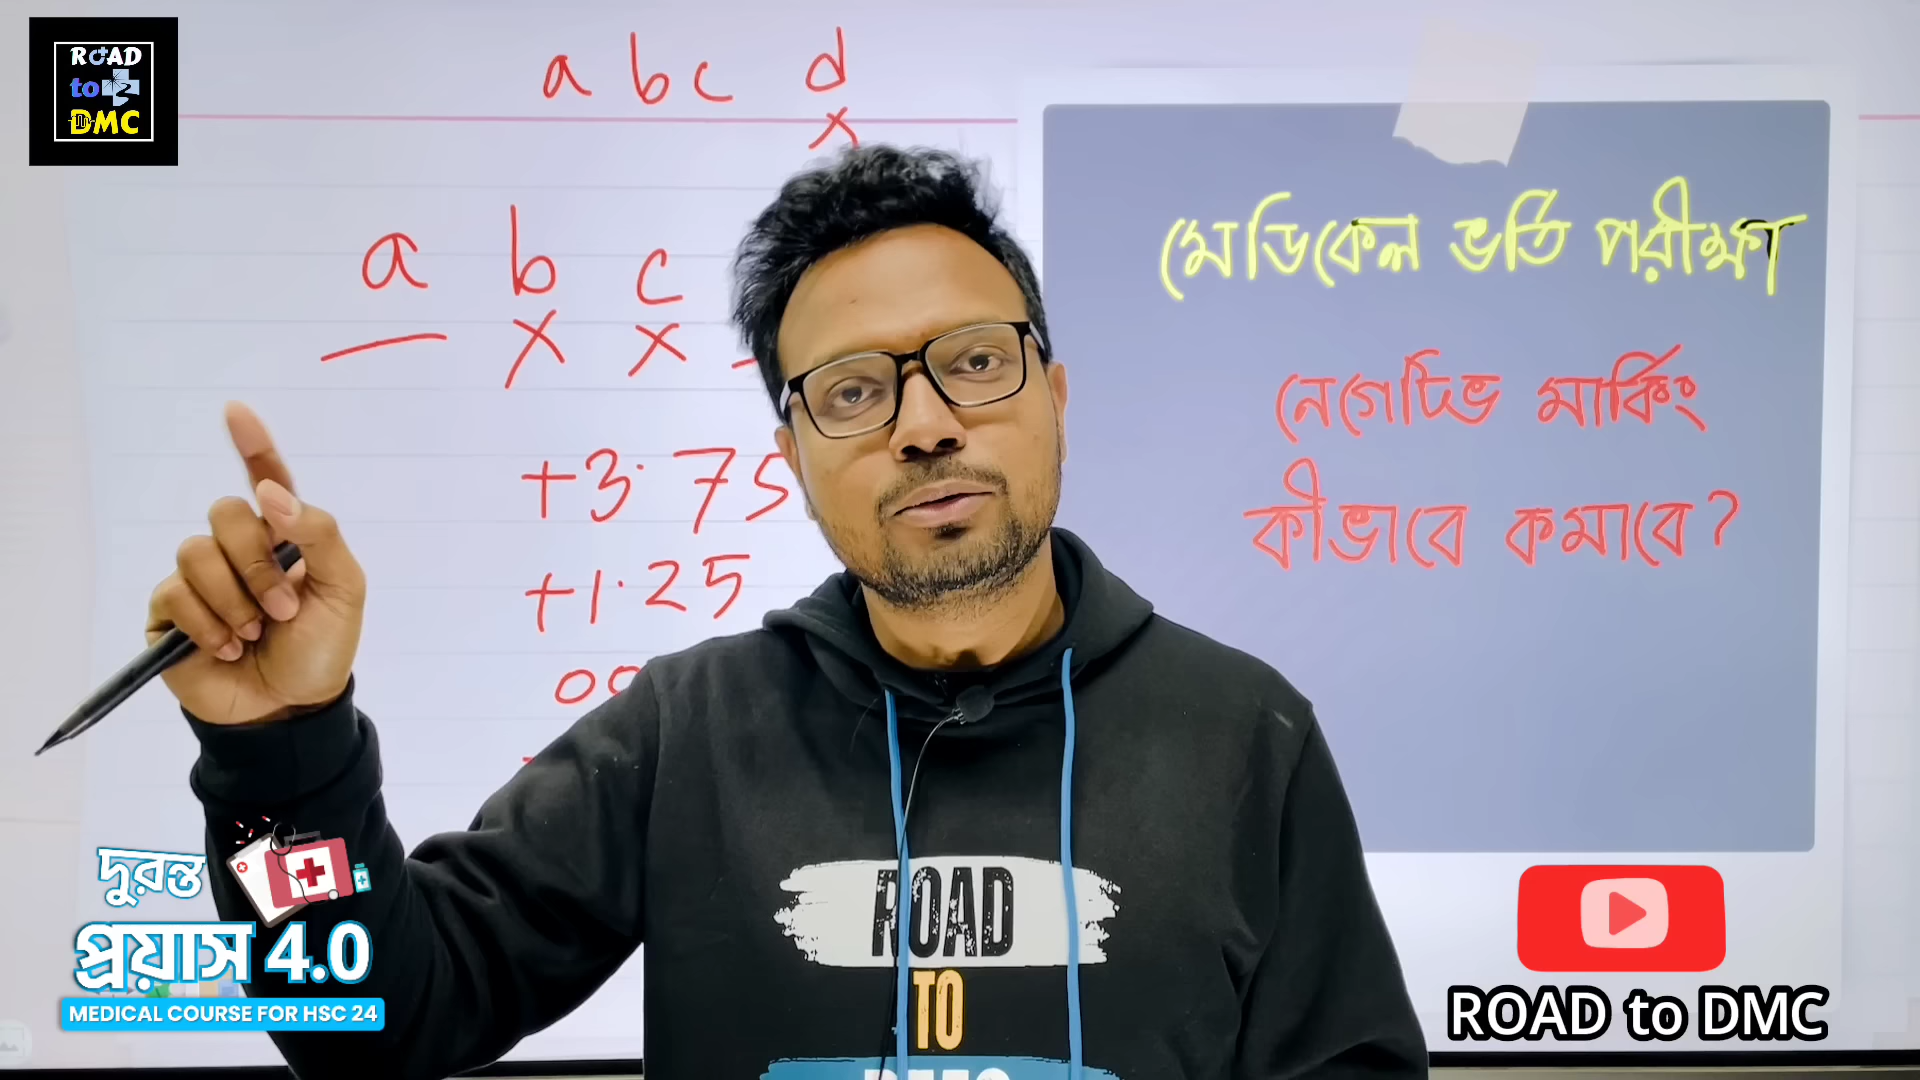 ROAD
to
DMC
a b c d
x
a b c
x x
+3.75
+1.25
00
মেডিকেল ভর্তি পরীক্ষা
নেগেটিভ মার্কিং
কীভাবে কমাবে?
দুরন্ত
প্রয়াস 4.0
MEDICAL COURSE FOR HSC 24
ROAD
TO
ROAD to DMC